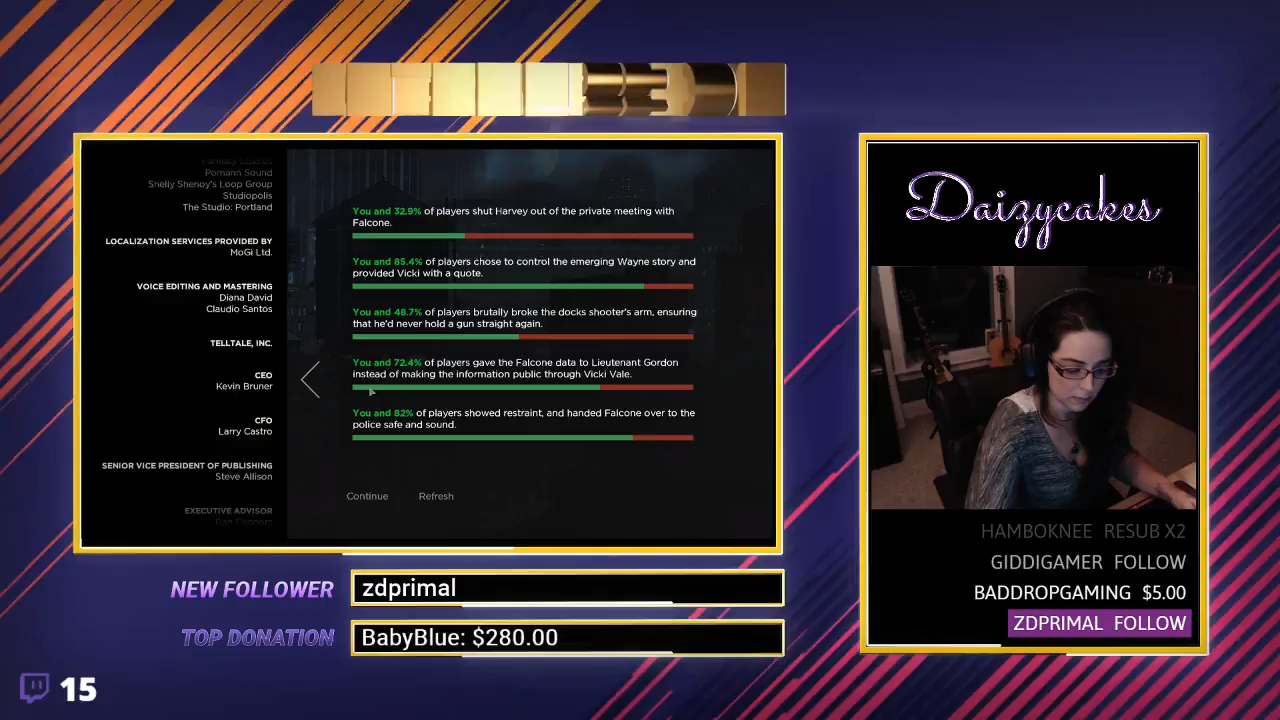 Pomann Sound
Shelly Shenoy's Loop Group
Studiopolis
The Studio: Portland
LOCALIZATION SERVICES PROVIDED BY
MoGi Ltd.
VOICE EDITING AND MASTERING
Diana David
Claudio Santos
TELLTALE, INC.
CEO
Kevin Bruner
CFO
Larry Castro
SENIOR VICE PRESIDENT OF PUBLISHING
Steve Allison
EXECUTIVE ADVISOR
You and 32.9% of players shut Harvey out of the private meeting with
Falcone.
You and 85.4% of players chose to control the emerging Wayne story and
provided Vicki with a quote.
You and 48.7% of players brutally broke the docks shooter's arm, ensuring
that he'd never hold a gun straight again.
You and 72.4% of players gave the Falcone data to Lieutenant Gordon
instead of making the information public through Vicki Vale.
You and 82% of players showed restraint, and handed Falcone over to the
police safe and sound.
Continue Refresh
Daizycakes
HAMBOKNEE RESUB X2
GIDDIGAMER FOLLOW
BADDROPGAMING $5.00
ZDPRIMAL FOLLOW
NEW FOLLOWER zdprimal
TOP DONATION BabyBlue: $280.00
15